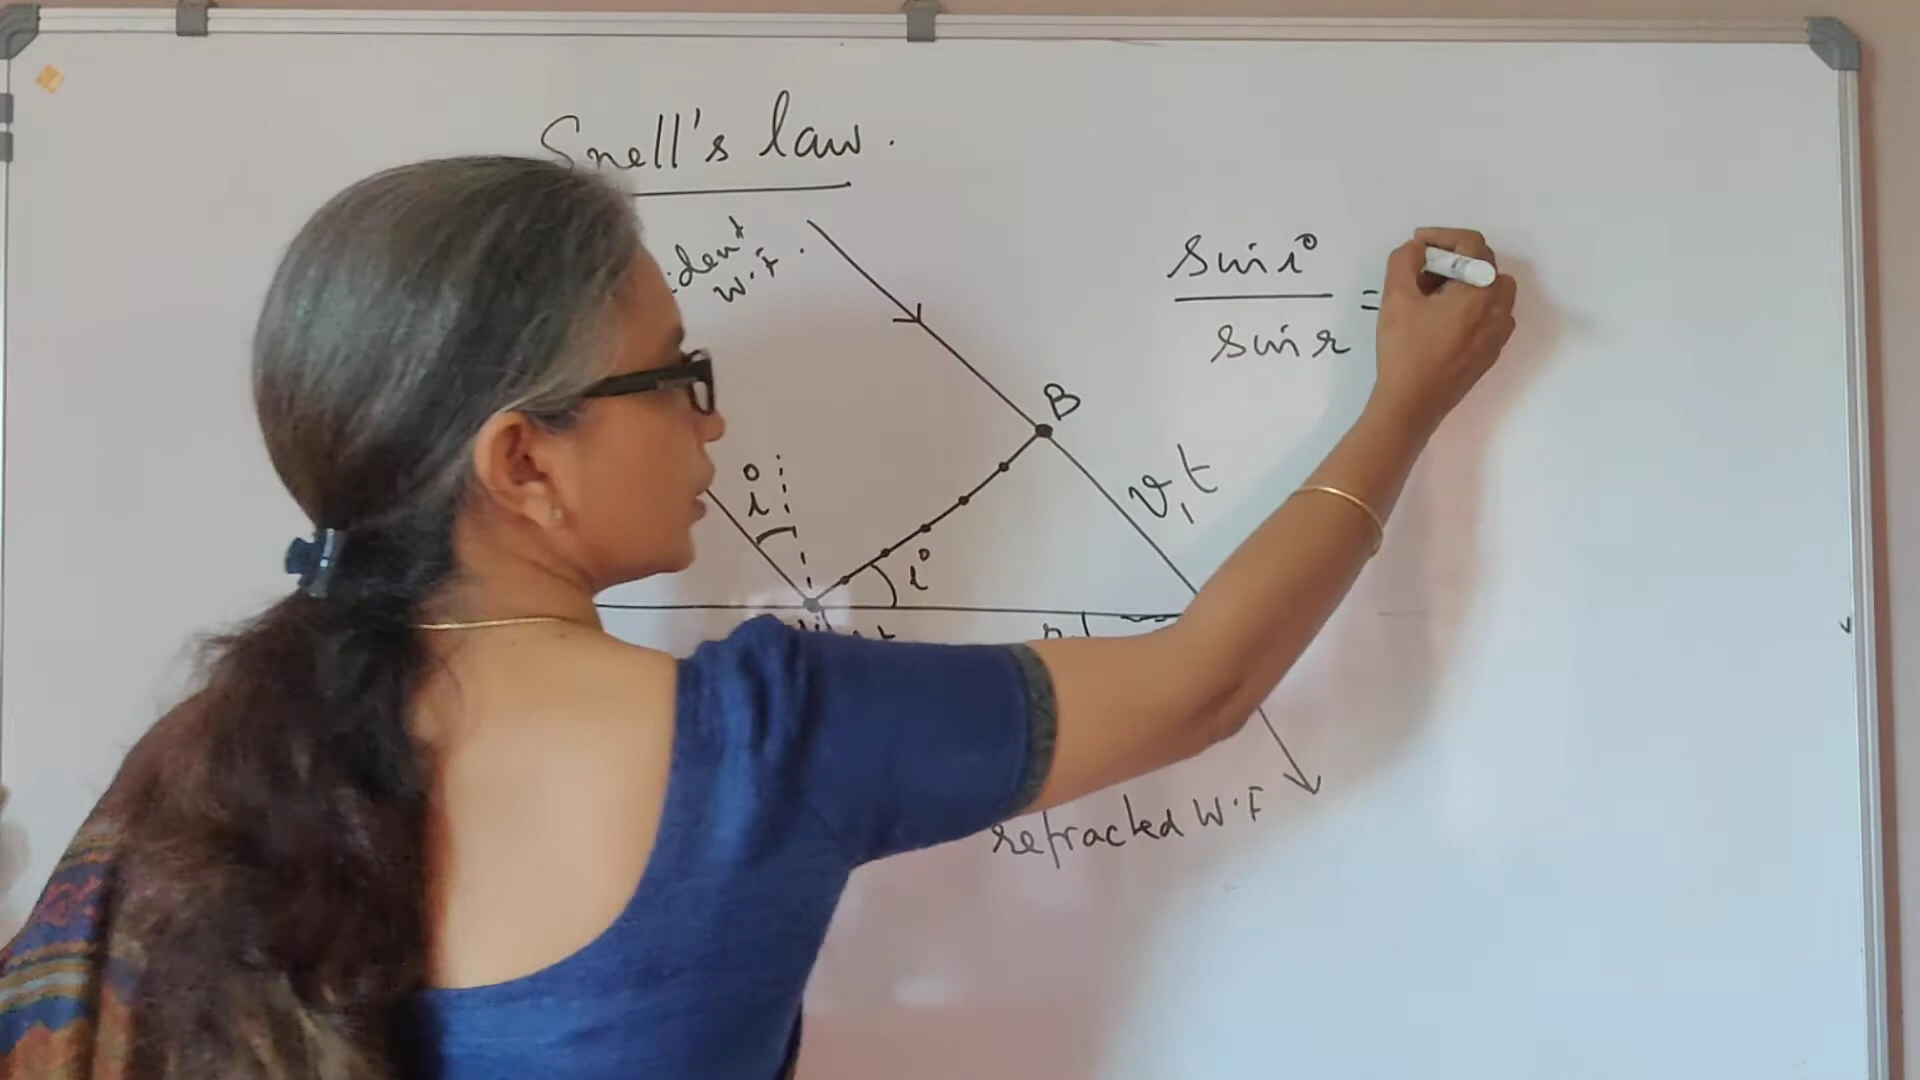 Snell's law.
W.F.
sin i
=
sin r
B
i
v₁t
i
r
refracted W.F